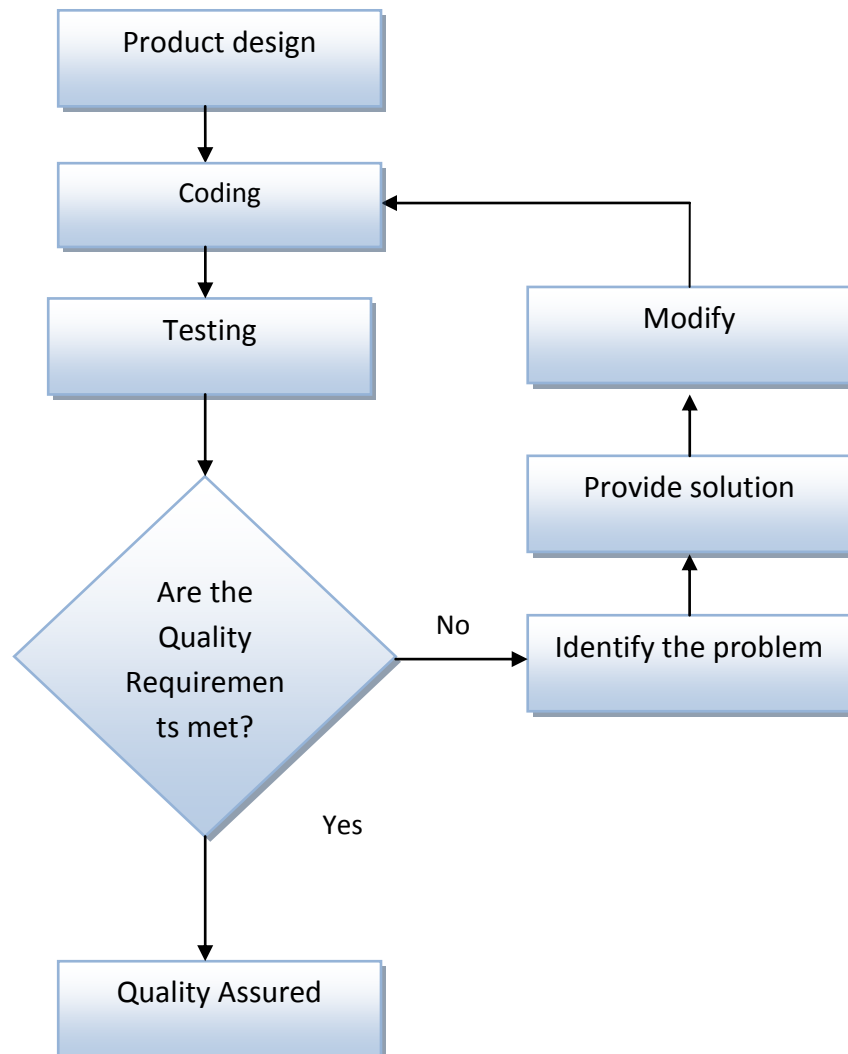 Product design
Coding
Testing
Modify
Provide solution
Are the
Quality
Requiremen
ts met?
No
Identify the problem
Yes
Quality Assured